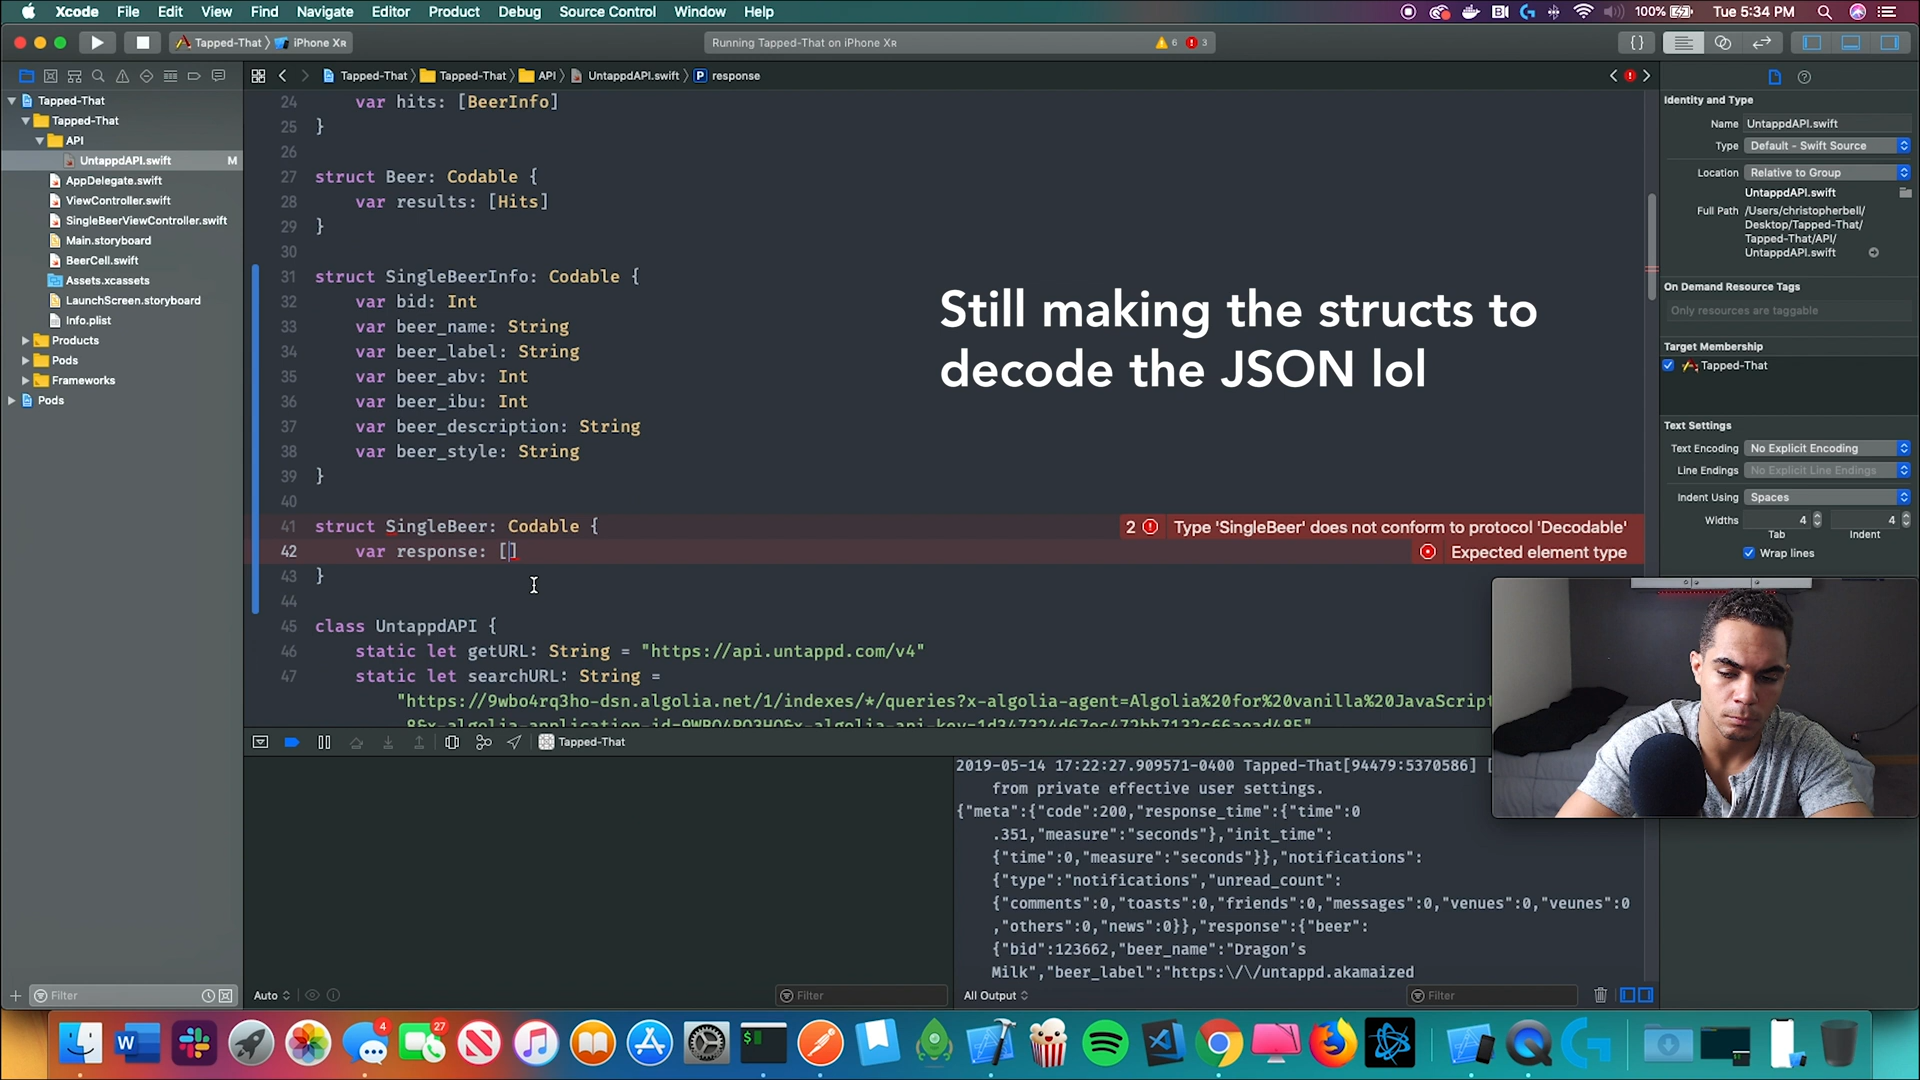 Xcode File Edit View Find Navigate Editor Product Debug Source Control Window Help
100% Tue 5:34 PM
Tapped-That iPhone XR
Running Tapped-That on iPhone XR 6 3
Tapped-That Tapped-That API UntappdAPI.swift P response
Tapped-That
Tapped-That
API
UntappdAPI.swift M
AppDelegate.swift
ViewController.swift
SingleBeerViewController.swift
Main.storyboard
BeerCell.swift
Assets.xcassets
LaunchScreen.storyboard
Info.plist
Products
Pods
Frameworks
Pods
Filter
24 var hits: [BeerInfo]
25 }
26
27 struct Beer: Codable {
28 var results: [Hits]
29 }
30
31 struct SingleBeerInfo: Codable {
32 var bid: Int
33 var beer_name: String
34 var beer_label: String
35 var beer_abv: Int
36 var beer_ibu: Int
37 var beer_description: String
38 var beer_style: String
39 }
40
41 struct SingleBeer: Codable {
2 Type 'SingleBeer' does not conform to protocol 'Decodable'
42 var response: []
Expected element type
43 }
44
45 class UntappdAPI {
46 static let getURL: String = "https://api.untappd.com/v4"
47 static let searchURL: String =
"https://9wbo4rq3ho-dsn.algolia.net/1/indexes/*/queries?x-algolia-agent=Algolia%20for%20vanilla%20JavaScript
Still making the structs to
decode the JSON lol
Identity and Type
Name UntappdAPI.swift
Type Default - Swift Source
Location Relative to Group
UntappdAPI.swift
Full Path /Users/christopherbell/
Desktop/Tapped-That/
Tapped-That/API/
UntappdAPI.swift
On Demand Resource Tags
Only resources are taggable
Target Membership
Tapped-That
Text Settings
Text Encoding No Explicit Encoding
Line Endings No Explicit Line Endings
Indent Using Spaces
Widths 4 4
Tab Indent
Wrap lines
Tapped-That
2019-05-14 17:22:27.909571-0400 Tapped-That[94479:5370586] [
from private effective user settings.
{"meta":{"code":200,"response_time":{"time":0
.351,"measure":"seconds"},"init_time":
{"time":0,"measure":"seconds"}},"notifications":
{"type":"notifications","unread_count":
{"comments":0,"toasts":0,"friends":0,"messages":0,"venues":0,"veunes":0
,"others":0,"news":0}},"response":{"beer":
{"bid":123662,"beer_name":"Dragon's
Milk","beer_label":"https:\/\/untappd.akamaized
Auto Filter All Output Filter
W 4 27